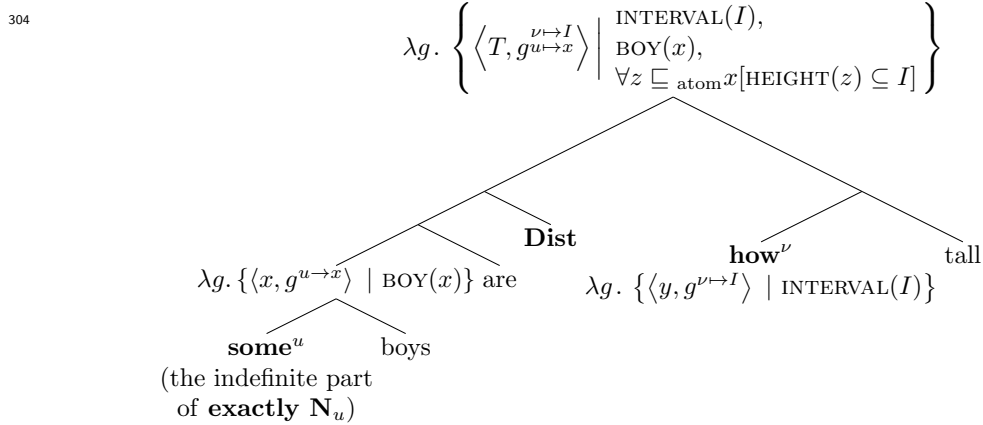 304
λg. { ⟨T, g^{ν↦I}_{u↦x}⟩ | INTERVAL(I),
BOY(x),
∀z ⊑_{atom} x[HEIGHT(z) ⊆ I] }
Dist
how^ν tall
λg. {⟨x, g^{u→x}⟩ | BOY(x)} are λg. {⟨y, g^{ν↦I}⟩ | INTERVAL(I)}
some^u boys
(the indefinite part
of exactly N_u)